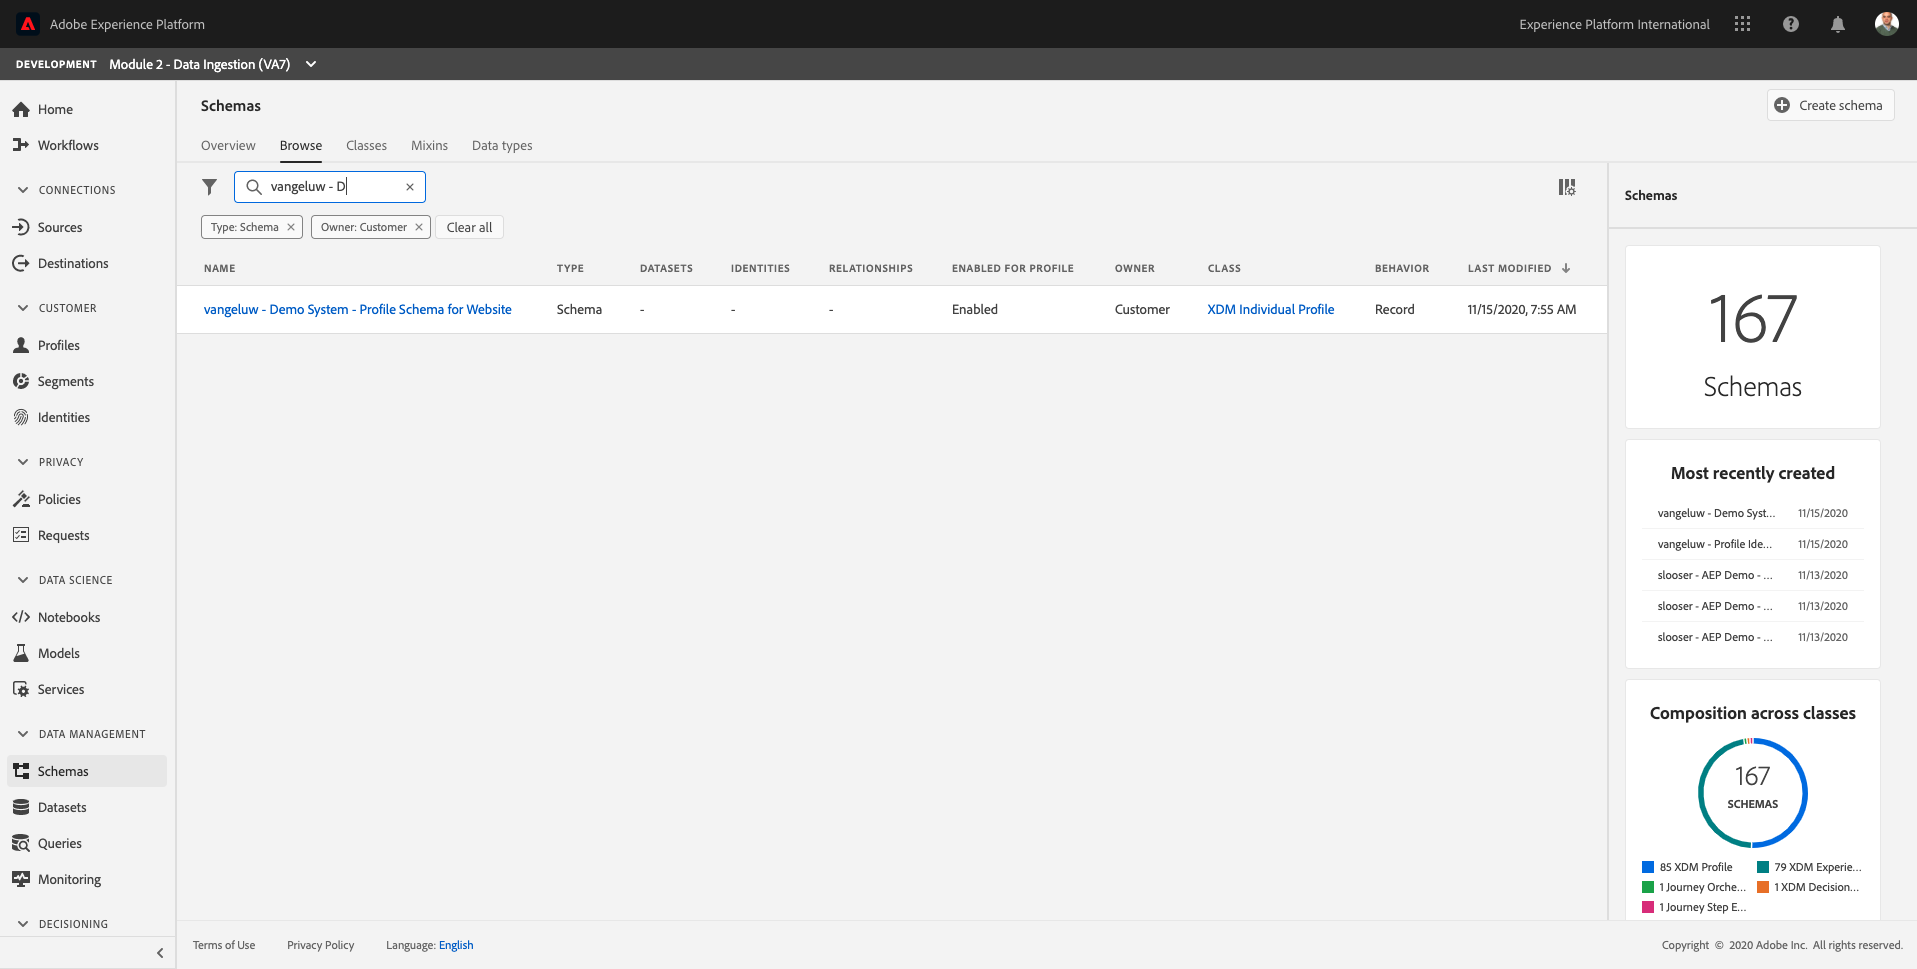 Adobe Experience Platform
Experience Platform International
DEVELOPMENT Module 2 - Data Ingestion (VA7)
Home
Workflows
CONNECTIONS
Sources
Destinations
CUSTOMER
Profiles
Segments
Identities
PRIVACY
Policies
Requests
DATA SCIENCE
Notebooks
Models
Services
DATA MANAGEMENT
Schemas
Datasets
Queries
Monitoring
DECISIONING
Schemas
Create schema
Overview Browse Classes Mixins Data types
vangeluw - D
Type: Schema Owner: Customer Clear all
NAME TYPE DATASETS IDENTITIES RELATIONSHIPS ENABLED FOR PROFILE OWNER CLASS BEHAVIOR LAST MODIFIED
vangeluw - Demo System - Profile Schema for Website Schema - - - Enabled Customer XDM Individual Profile Record 11/15/2020, 7:55 AM
Schemas
167
Schemas
Most recently created
vangeluw - Demo Syst... 11/15/2020
vangeluw - Profile Ide... 11/15/2020
slooser - AEP Demo - ... 11/13/2020
slooser - AEP Demo - ... 11/13/2020
slooser - AEP Demo - ... 11/13/2020
Composition across classes
167
SCHEMAS
85 XDM Profile 79 XDM Experie...
1 Journey Orche... 1 XDM Decision...
1 Journey Step E...
Terms of Use Privacy Policy Language: English
Copyright © 2020 Adobe Inc. All rights reserved.